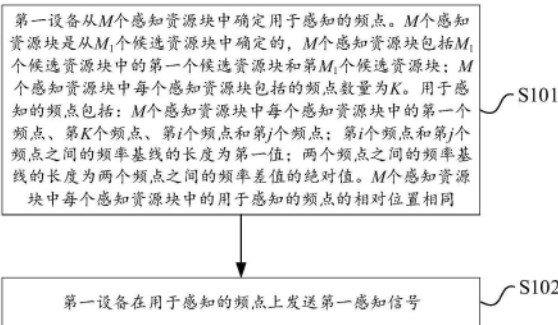 第一设备从M个感知资源块中确定用于感知的频点。M个感知
资源块是从M₁个候选资源块中确定的，M个感知资源块包括M₁
个候选资源块中的第一个候选资源块和第M₁个候选资源块；M
个感知资源块中每个感知资源块包括的频点数量为K。用于感
知的频点包括：M个感知资源块中每个感知资源块中的第一个
频点、第K个频点、第i个频点和第j个频点；第i个频点和第j个
频点之间的频率基线的长度为第一值；两个频点之间的频率基
线的长度为两个频点之间的频率差值的绝对值。M个感知资源
块中每个感知资源块中的用于感知的频点的相对位置相同
S101
第一设备在用于感知的频点上发送第一感知信号
S102